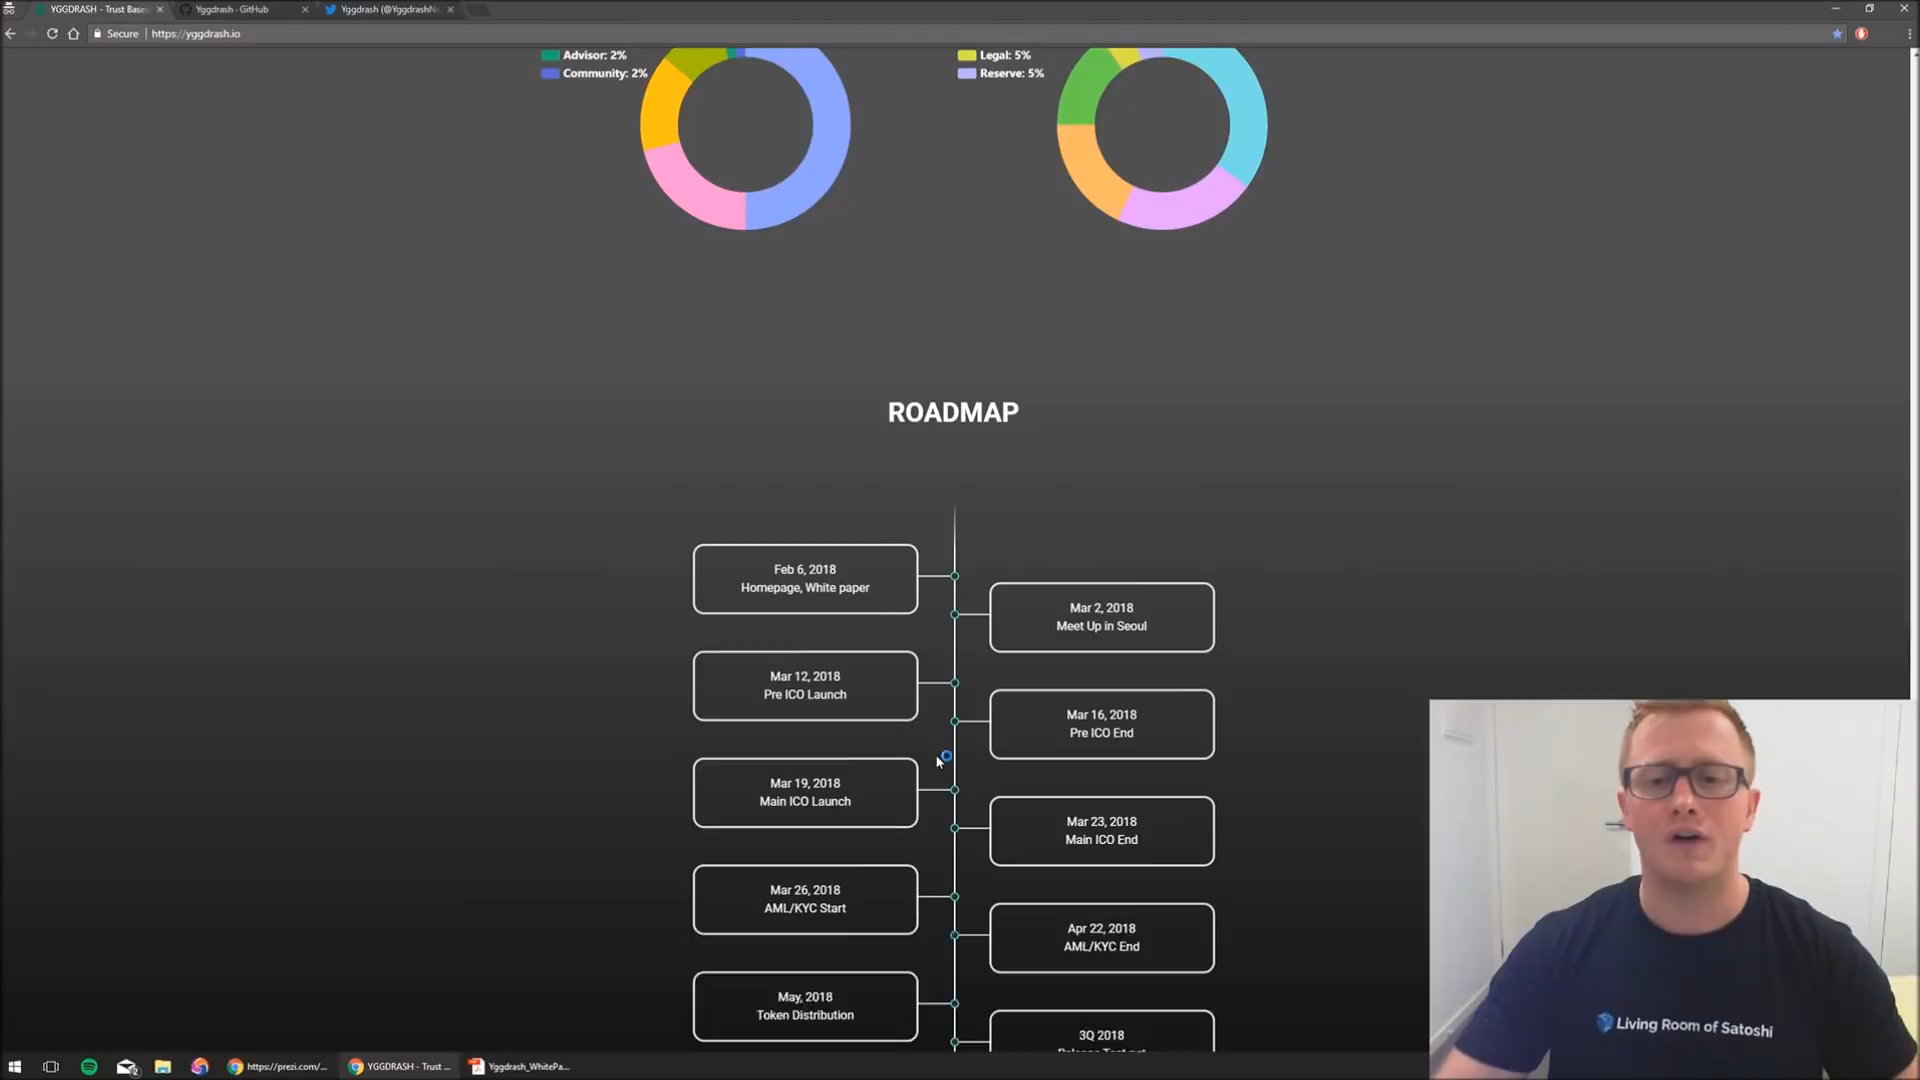 YGGDRASH - Trust Base
Yggdrash · GitHub
Yggdrash (@YggdrashN
Secure
https://yggdrash.io
Advisor: 2%
Community: 2%
Legal: 5%
Reserve: 5%
ROADMAP
Feb 6, 2018
Homepage, White paper
Mar 2, 2018
Meet Up in Seoul
Mar 12, 2018
Pre ICO Launch
Mar 16, 2018
Pre ICO End
Mar 19, 2018
Main ICO Launch
Mar 23, 2018
Main ICO End
Mar 26, 2018
AML/KYC Start
Apr 22, 2018
AML/KYC End
May, 2018
Token Distribution
3Q 2018
Living Room of Satoshi
https://prezi.com/...
YGGDRASH - Trust ...
Yggdrash_WhitePa...